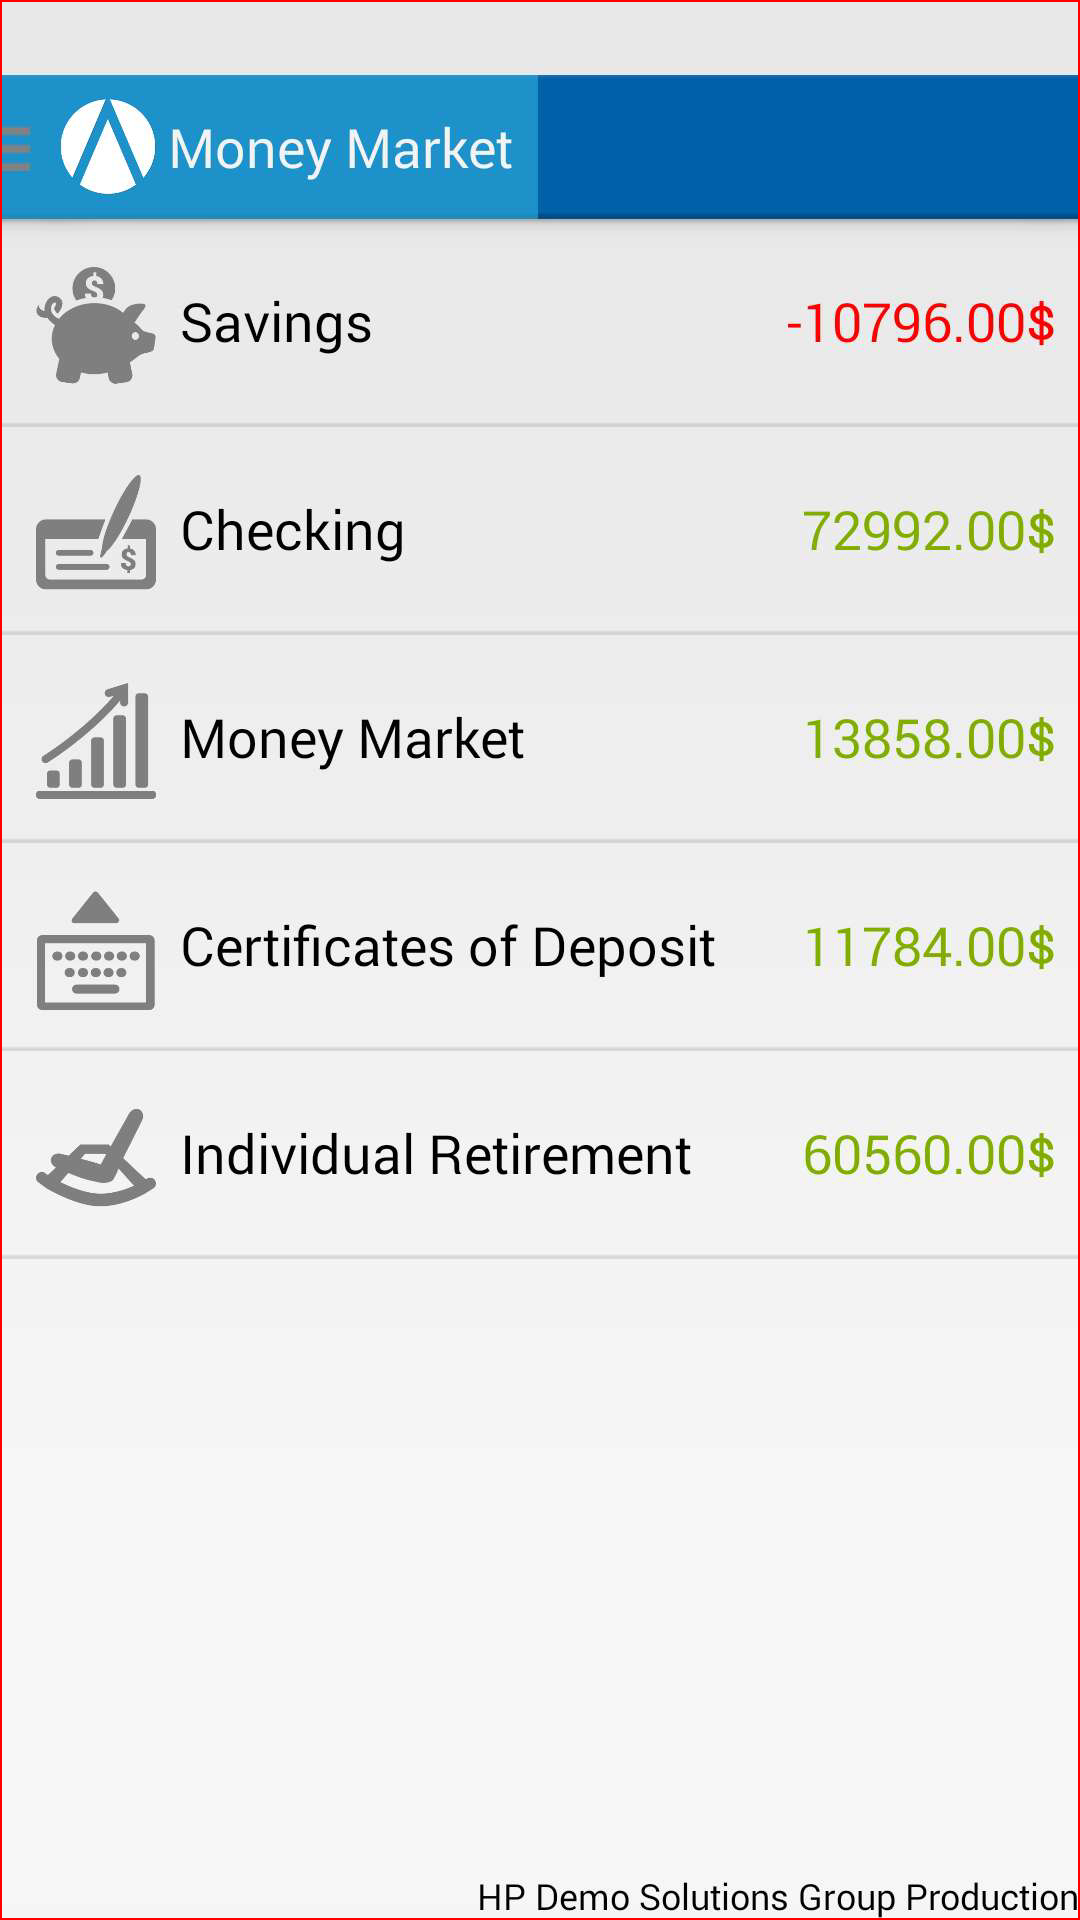 Money Market
Savings -10796.00$
Checking 72992.00$
Money Market 13858.00$
Certificates of Deposit 11784.00$
Individual Retirement 60560.00$
HP Demo Solutions Group Production